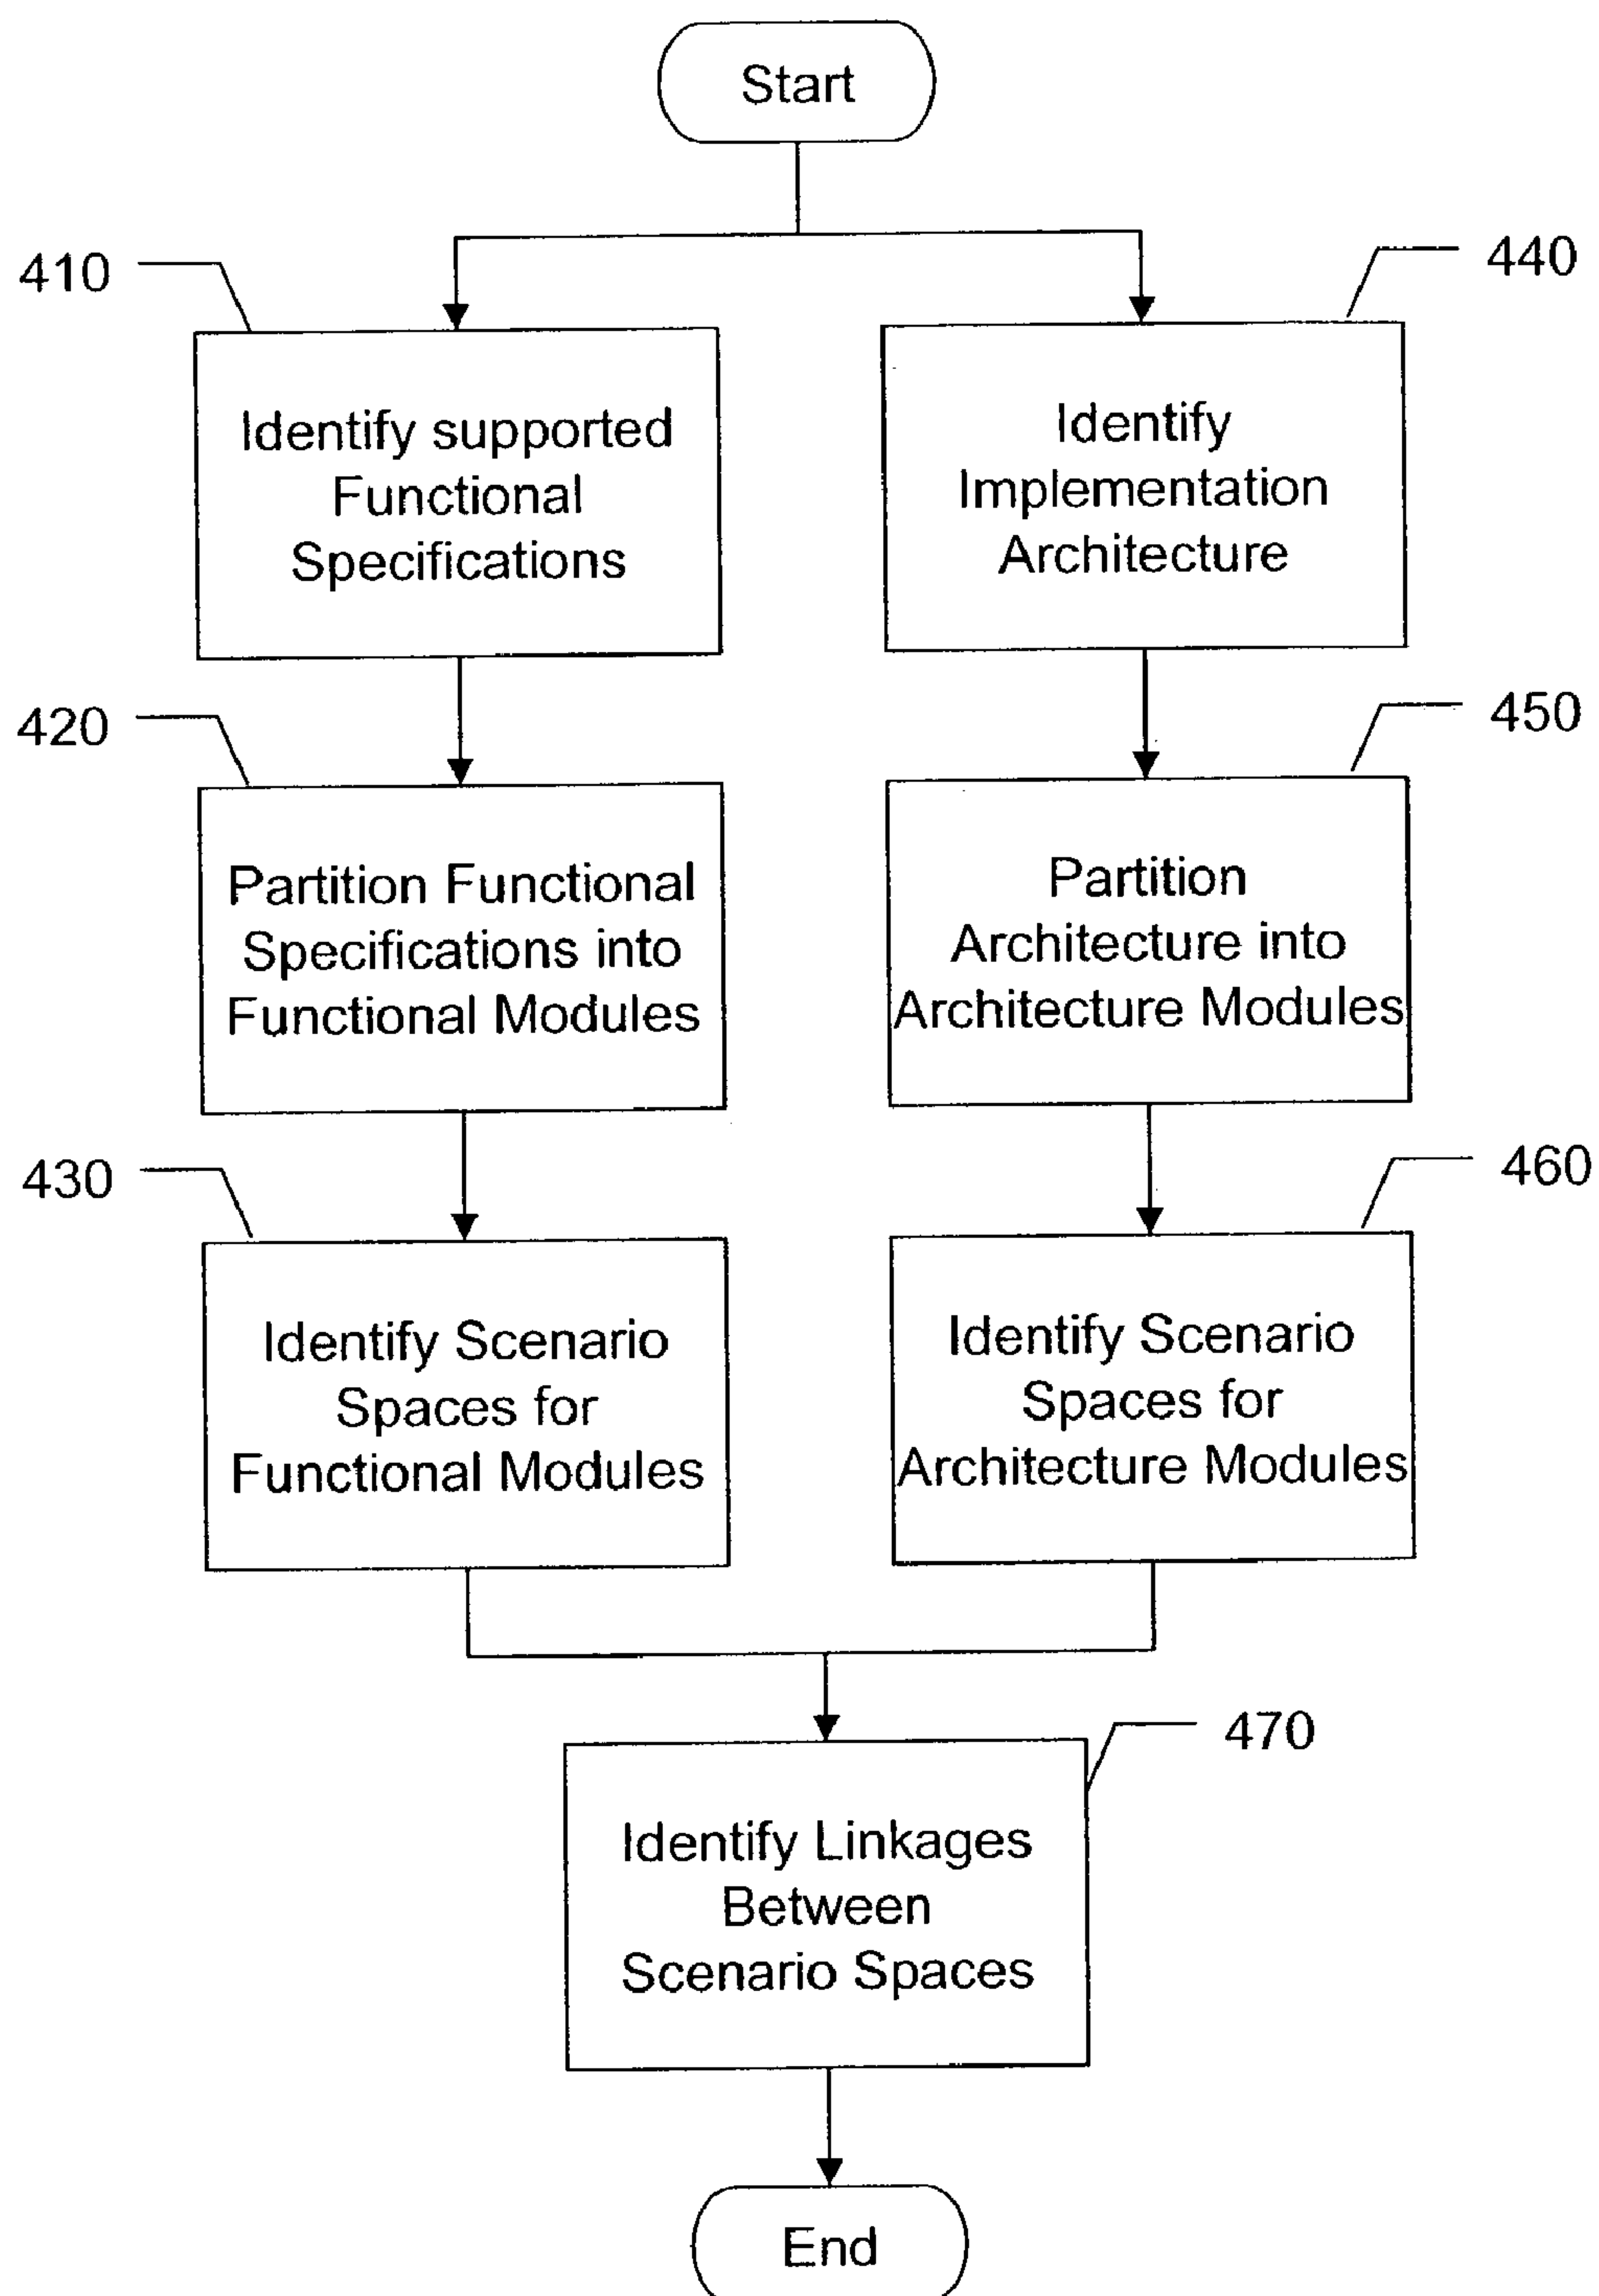 Start
410
Identify supported
Functional
Specifications
440
Identify
Implementation
Architecture
420
Partition Functional
Specifications into
Functional Modules
450
Partition
Architecture into
Architecture Modules
430
Identify Scenario
Spaces for
Functional Modules
460
Identify Scenario
Spaces for
Architecture Modules
470
Identify Linkages
Between
Scenario Spaces
End